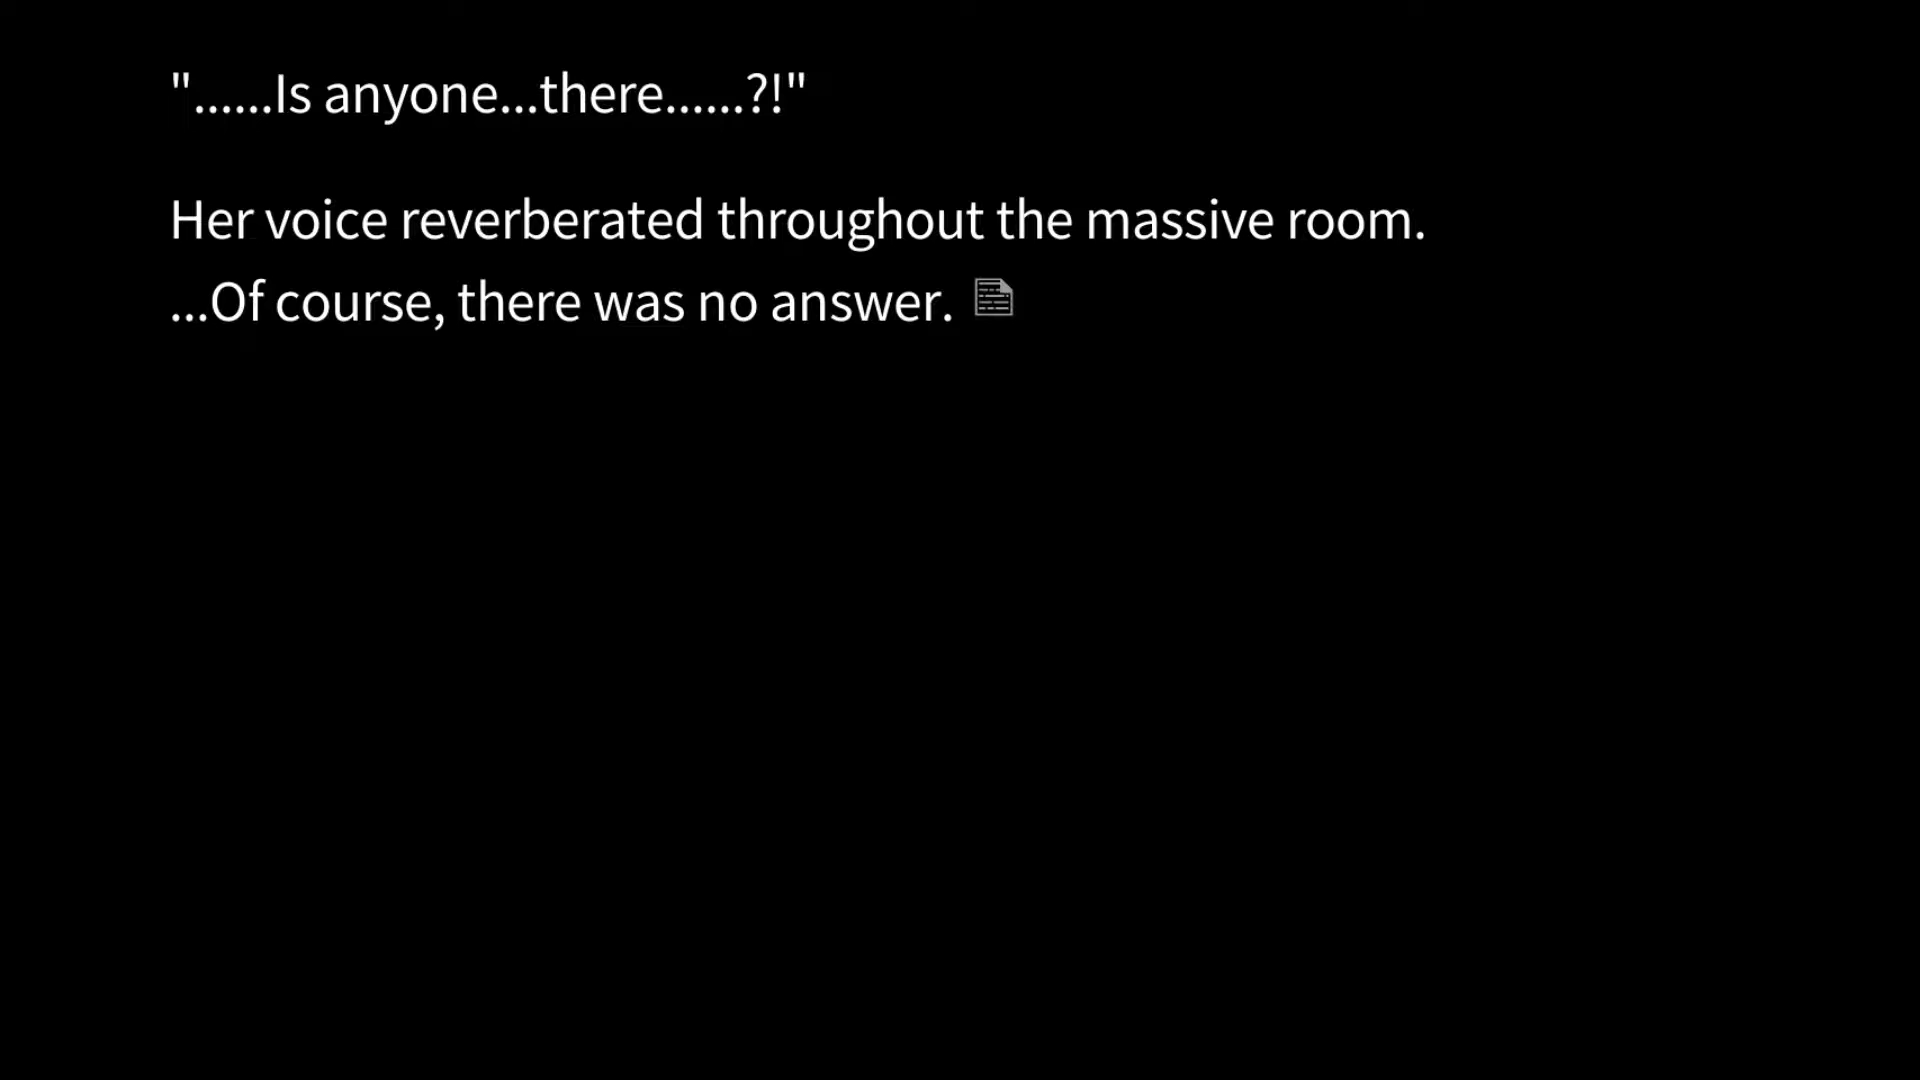 "......Is anyone...there......?!"
Her voice reverberated throughout the massive room.
...Of course, there was no answer.